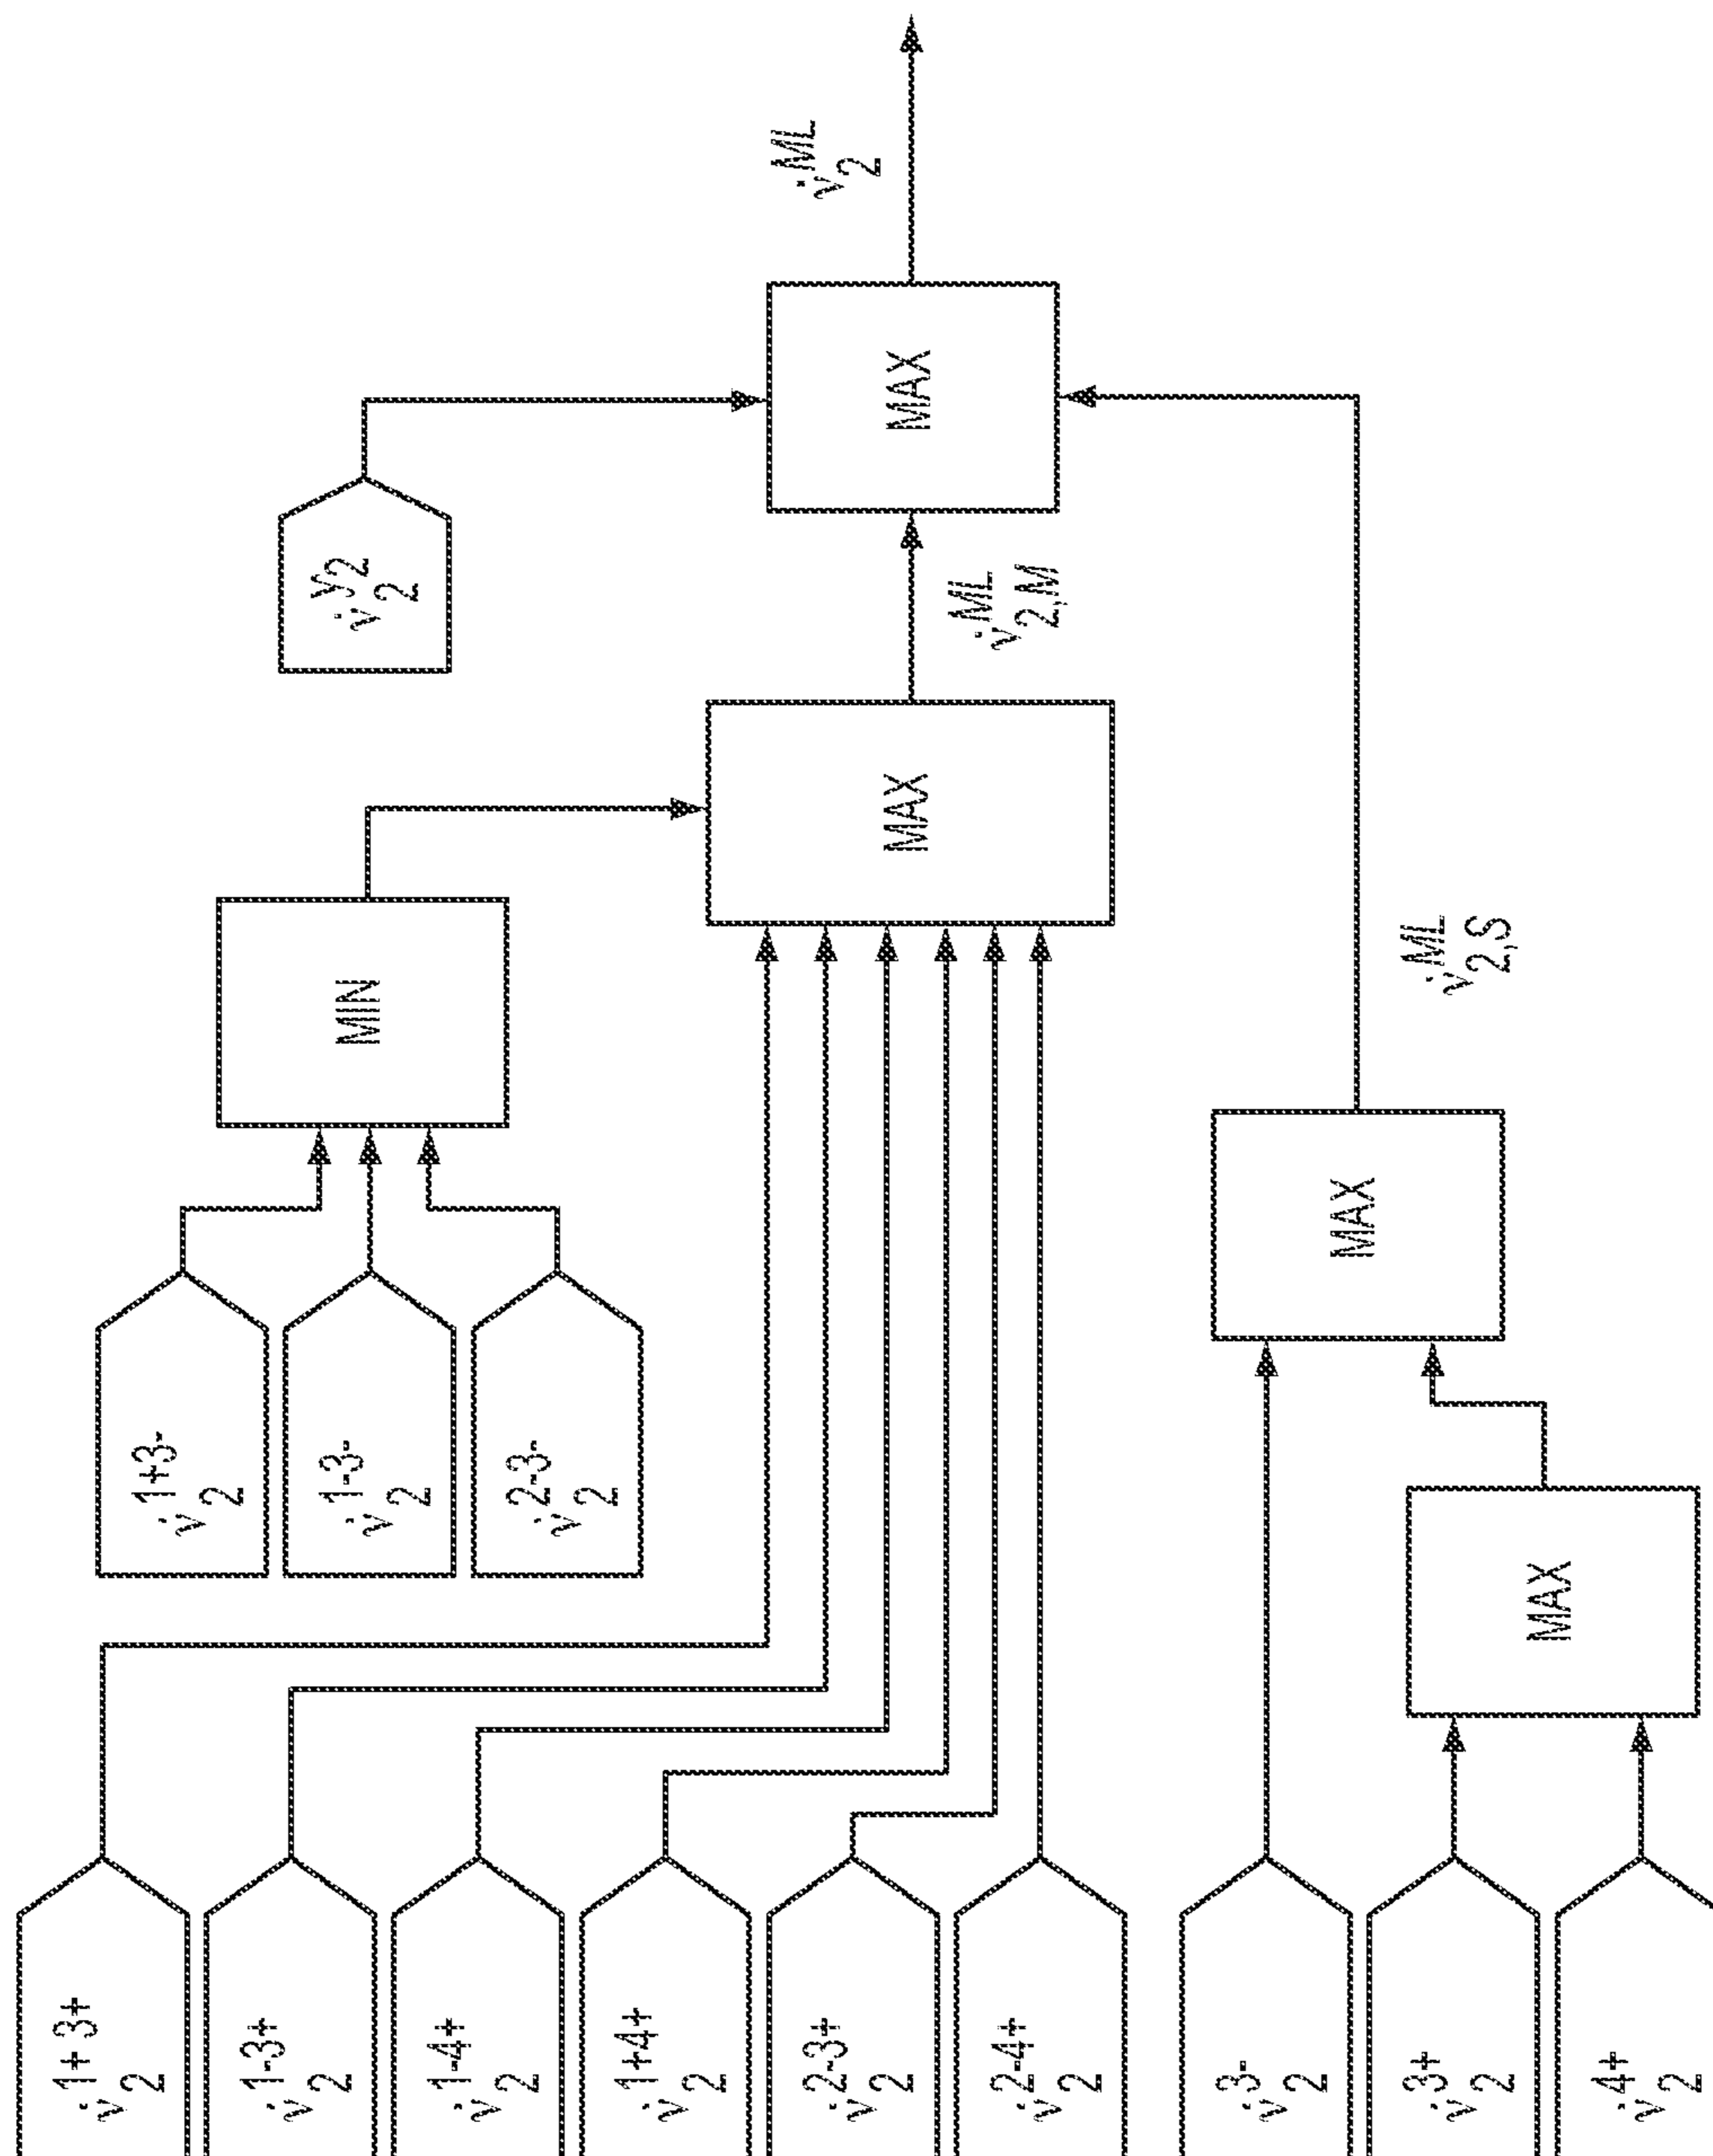 v̇₂^1+3+
v̇₂^1-3+
v̇₂^1-4+
v̇₂^1+4+
v̇₂^2-3+
v̇₂^2-4+
v̇₂^3-
v̇₂^3+
v̇₂^4+
v̇₂^1+3-
v̇₂^1-3-
v̇₂^2-3-
MAX
MIN
MAX
v̇_2,S^ML
MAX
v̇_2,M^ML
v̇₂^y₂
MAX
v̇₂^ML